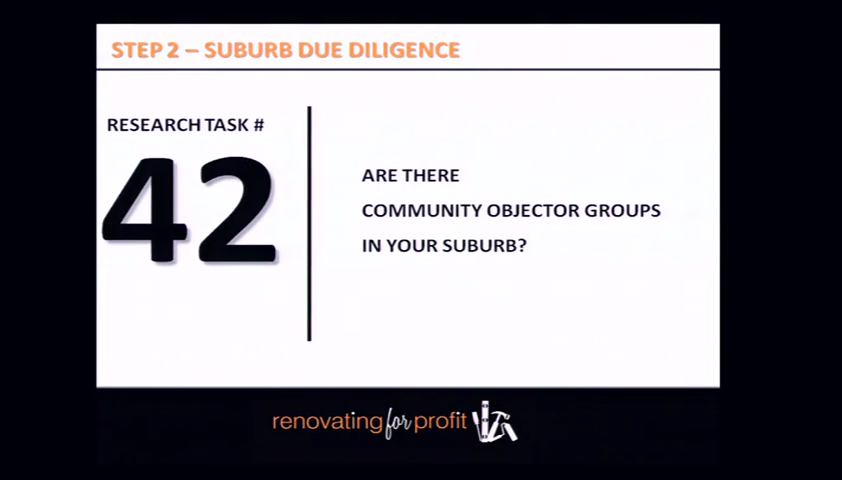 STEP 2 – SUBURB DUE DILIGENCE
RESEARCH TASK #
42
ARE THERE
COMMUNITY OBJECTOR GROUPS
IN YOUR SUBURB?
renovating for profit